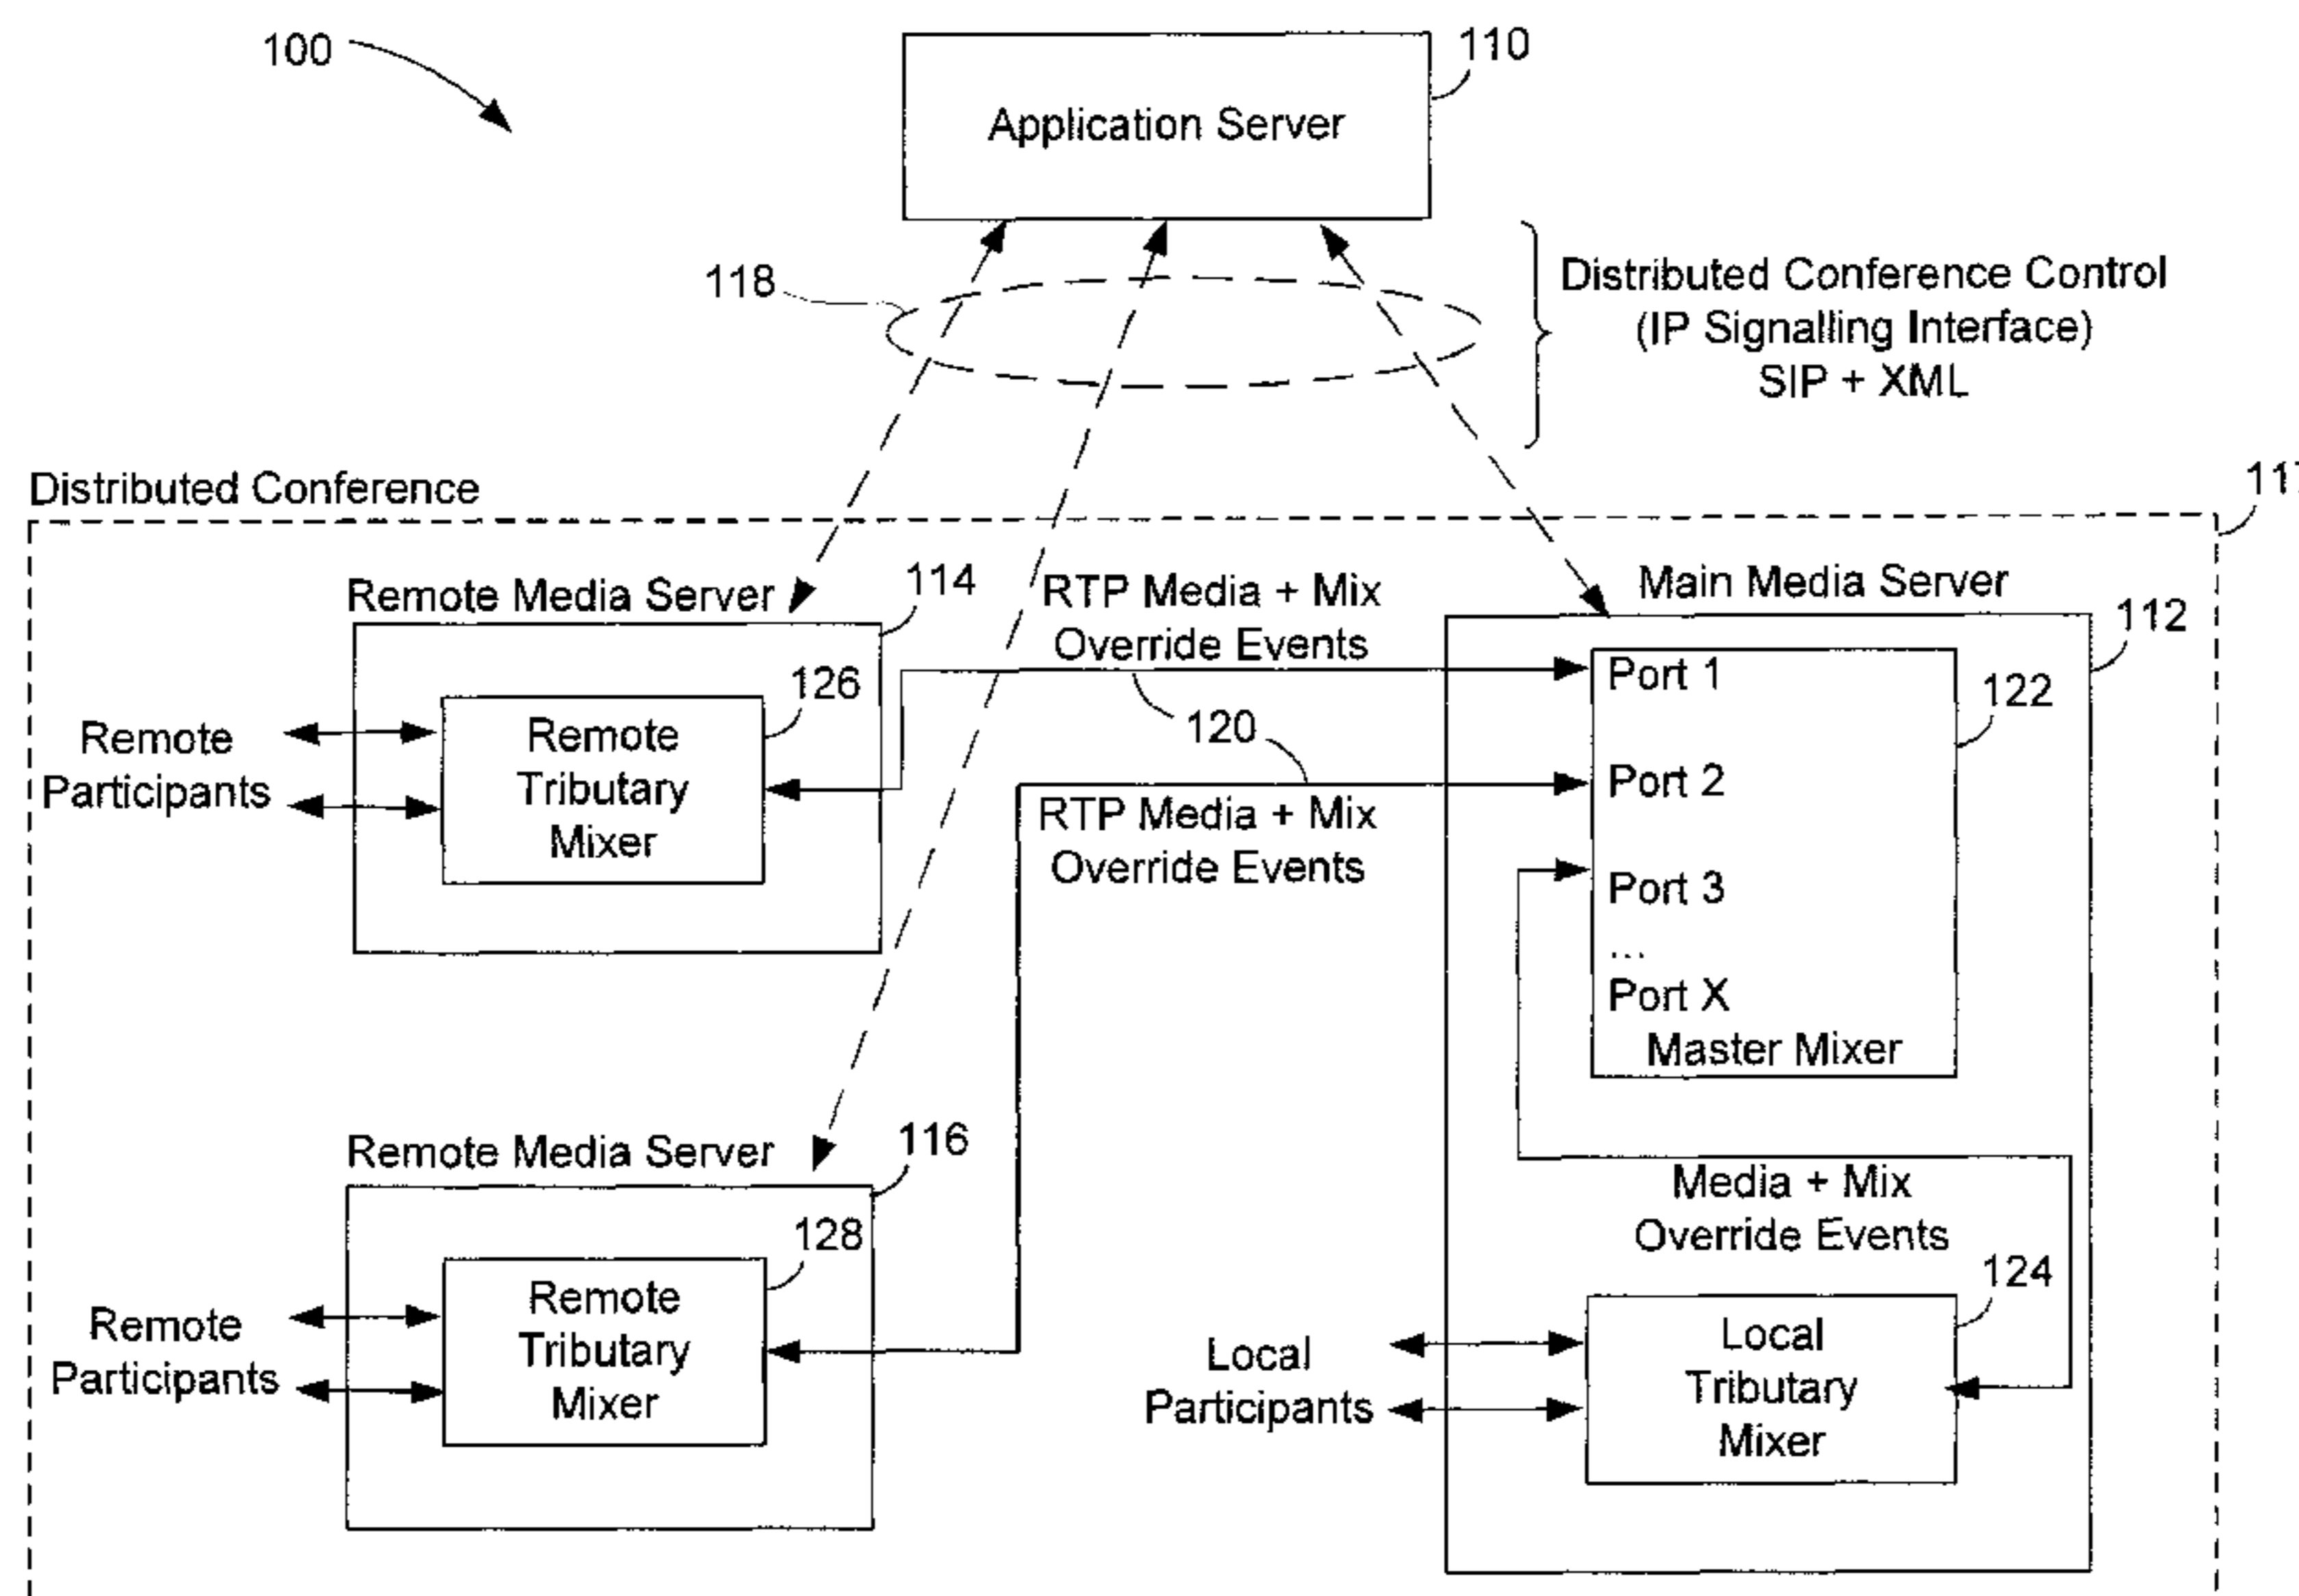 100
110
Application Server
118
Distributed Conference Control
(IP Signalling Interface)
SIP + XML
Distributed Conference
Remote Media Server
114
RTP Media + Mix
Override Events
Main Media Server
112
126
Remote
Tributary
Mixer
Remote
Participants
120
RTP Media + Mix
Override Events
Port 1
Port 2
Port 3
...
Port X
Master Mixer
122
Remote Media Server
116
128
Remote
Tributary
Mixer
Remote
Participants
Media + Mix
Override Events
124
Local
Tributary
Mixer
Local
Participants